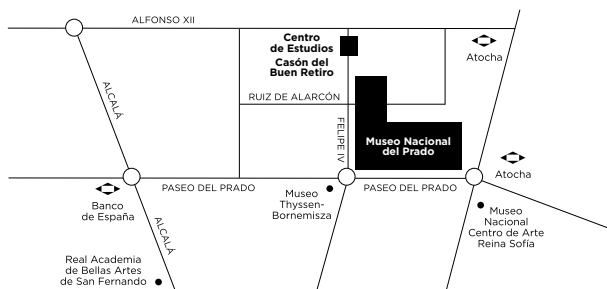 ALFONSO XII
Centro
de Estudios
Casón del
Buen Retiro
Atocha
ALCALÁ
RUIZ DE ALARCÓN
FELIPE IV
Museo Nacional
del Prado
Atocha
PASEO DEL PRADO
PASEO DEL PRADO
Banco
de España
Museo
Thyssen-
Bornemisza
Museo
Nacional
Centro de Arte
Reina Sofía
ALCALÁ
Real Academia
de Bellas Artes
de San Fernando